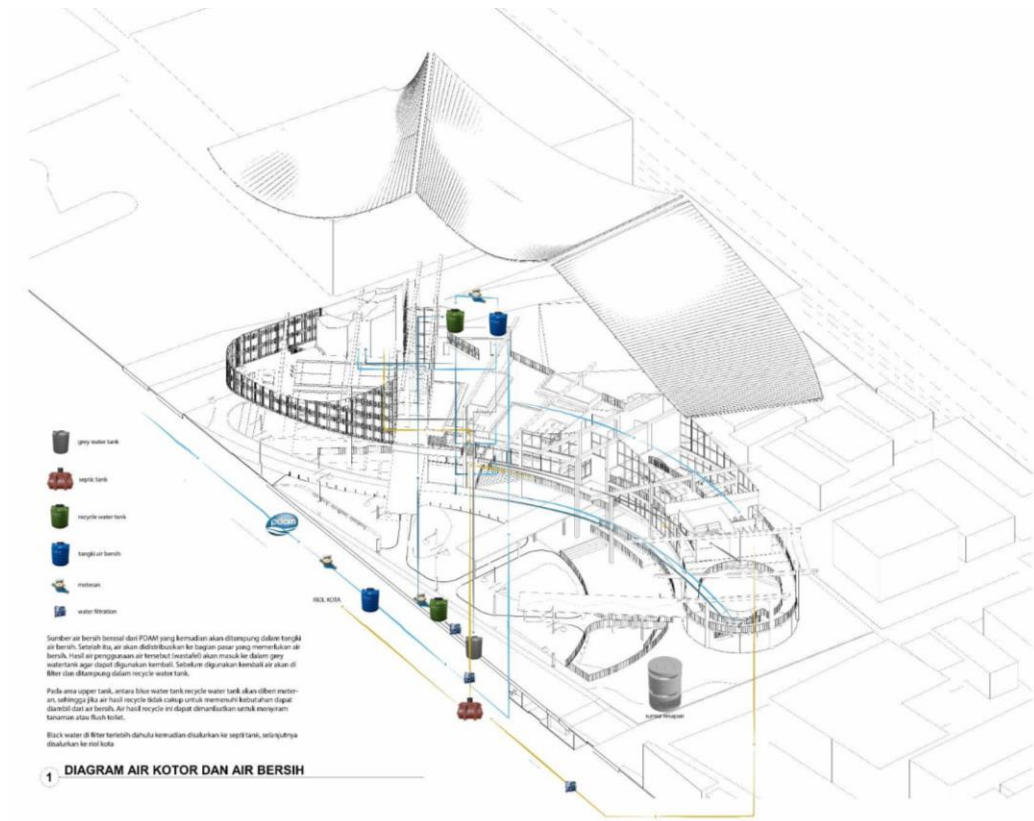 grey water tank
septic tank
recycle water tank
tangki air bersih
meteran
water filtration
pdam
RIOL KOTA
sumur resapan
Sumber air bersih berasal dari PDAM yang kemudian akan ditampung dalam tangki
air bersih. Setelah itu, air akan didistribusikan ke bagian pasar yang memerlukan air
bersih. Hasil air penggunaan air tersebut (wastafel) akan masuk ke dalam grey
watertank agar dapat digunakan kembali. Sebelum digunakan kembali air akan di
filter dan ditampung dalam recycle water tank.
Pada area upper tank, antara blue water tank recycle water tank akan diberi meter-
an, sehingga jika air hasil recycle tidak cukup untuk memenuhi kebutuhan dapat
diambil dari air bersih. Air hasil recycle ini dapat dimanfaatkan untuk menyiram
tanaman atau flush toilet.
Black water di filter terlebih dahulu kemudian disalurkan ke septi tank, selanjutnya
disalurkan ke riol kota
1 DIAGRAM AIR KOTOR DAN AIR BERSIH